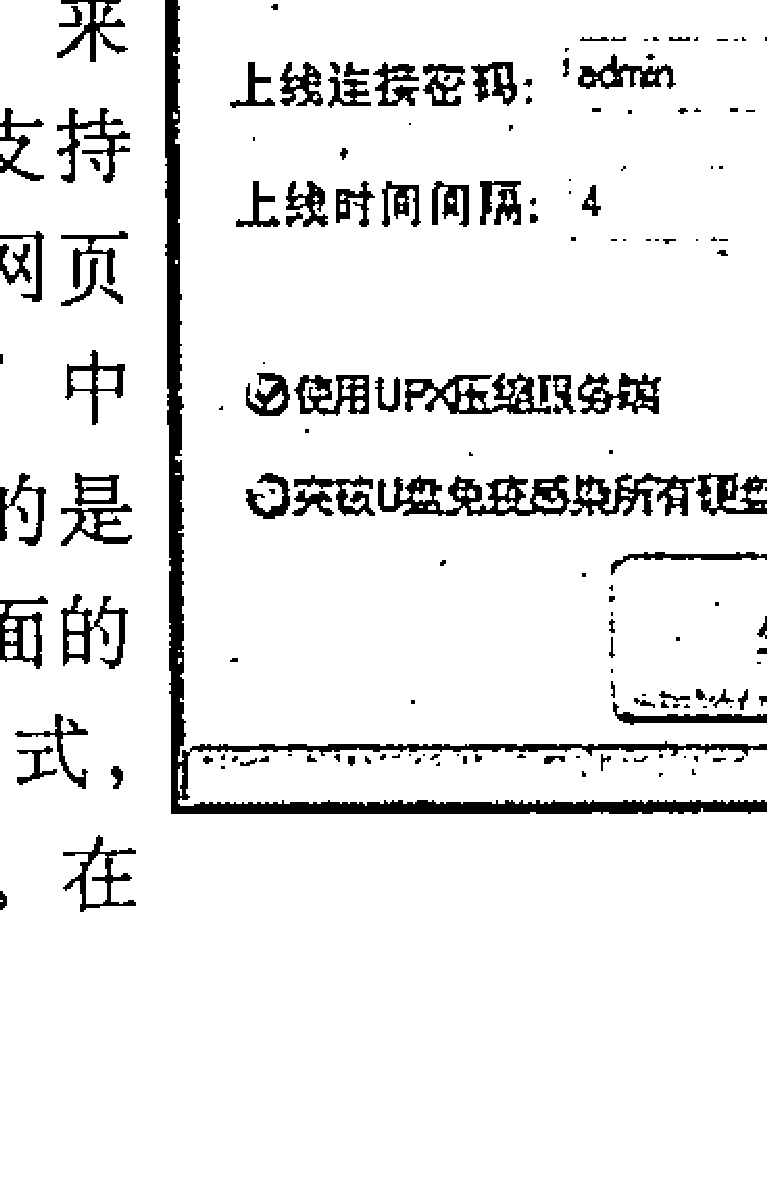 来
支持
网页
中
的是
面的
式，
。在
上线连接密码: admin
上线时间间隔: 4
使用UPX压缩服务端
突破U盘免疫感染所有硬盘